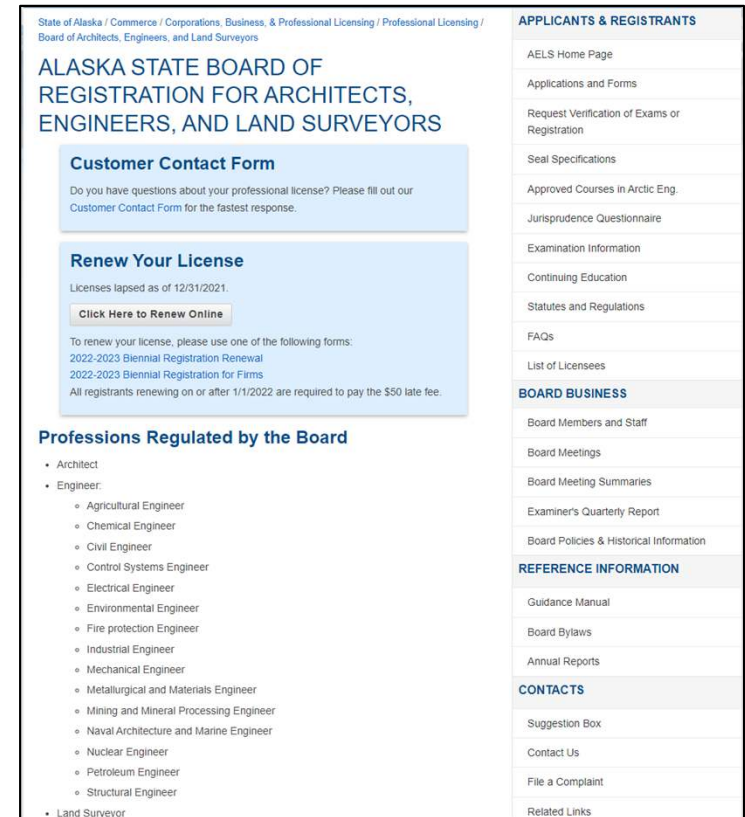 State of Alaska / Commerce / Corporations, Business, & Professional Licensing / Professional Licensing /
Board of Architects, Engineers, and Land Surveyors
ALASKA STATE BOARD OF
REGISTRATION FOR ARCHITECTS,
ENGINEERS, AND LAND SURVEYORS
Customer Contact Form
Do you have questions about your professional license? Please fill out our
Customer Contact Form for the fastest response.
Renew Your License
Licenses lapsed as of 12/31/2021.
Click Here to Renew Online
To renew your license, please use one of the following forms:
2022-2023 Biennial Registration Renewal
2022-2023 Biennial Registration for Firms
All registrants renewing on or after 1/1/2022 are required to pay the $50 late fee.
Professions Regulated by the Board
• Architect
• Engineer:
Agricultural Engineer
Chemical Engineer
Civil Engineer
Control Systems Engineer
Electrical Engineer
Environmental Engineer
Fire protection Engineer
Industrial Engineer
Mechanical Engineer
Metallurgical and Materials Engineer
Mining and Mineral Processing Engineer
Naval Architecture and Marine Engineer
Nuclear Engineer
Petroleum Engineer
Structural Engineer
• Land Surveyor
APPLICANTS & REGISTRANTS
AELS Home Page
Applications and Forms
Request Verification of Exams or
Registration
Seal Specifications
Approved Courses in Arctic Eng.
Jurisprudence Questionnaire
Examination Information
Continuing Education
Statutes and Regulations
FAQs
List of Licensees
BOARD BUSINESS
Board Members and Staff
Board Meetings
Board Meeting Summaries
Examiner's Quarterly Report
Board Policies & Historical Information
REFERENCE INFORMATION
Guidance Manual
Board Bylaws
Annual Reports
CONTACTS
Suggestion Box
Contact Us
File a Complaint
Related Links